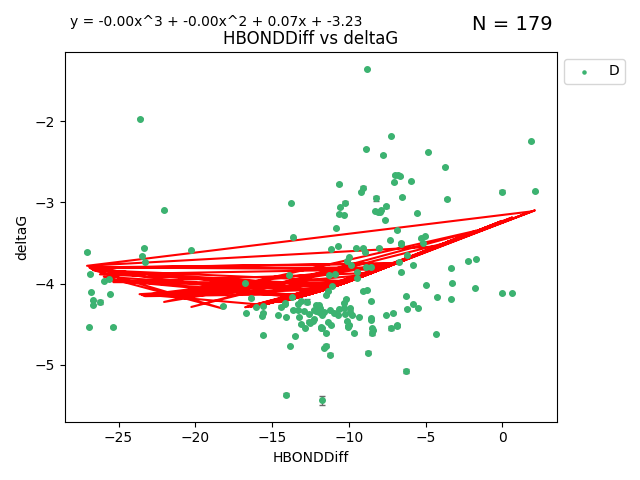 y = -0.00x^3 + -0.00x^2 + 0.07x + -3.23
N = 179
HBONDDiff vs deltaG
D
deltaG
−2
−3
−4
−5
−25 −20 −15 −10 −5 0
HBONDDiff